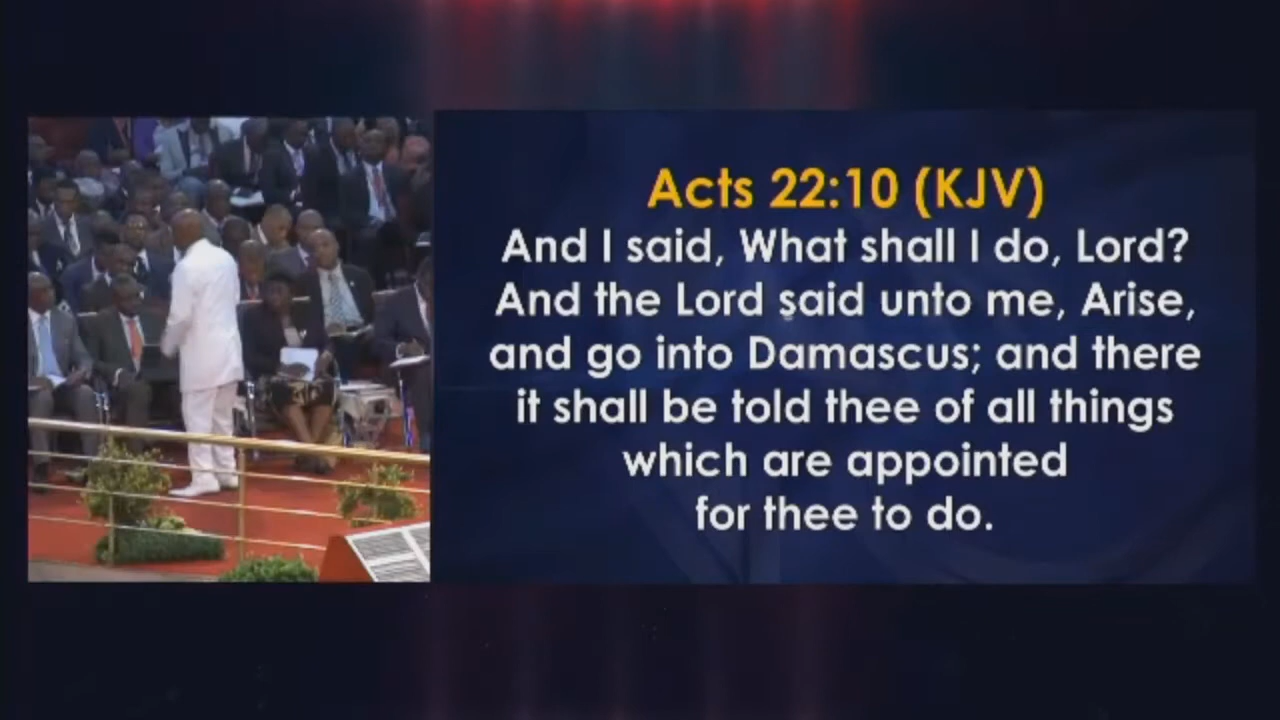 Acts 22:10 (KJV)
And I said, What shall I do, Lord?
And the Lord said unto me, Arise,
and go into Damascus; and there
it shall be told thee of all things
which are appointed
for thee to do.